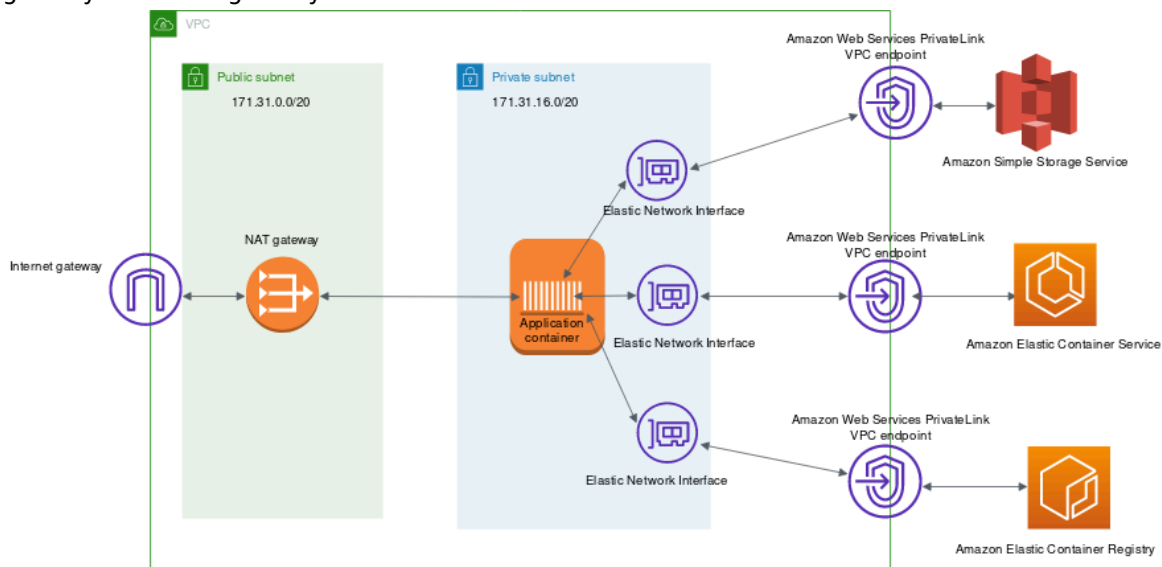 VPC
Amazon Web Services PrivateLink
VPC endpoint
Public subnet
171.31.0.0/20
Private subnet
171.31.16.0/20
Amazon Simple Storage Service
Elastic Network Interface
NAT gateway
Internet gateway
Amazon Web Services PrivateLink
VPC endpoint
Application
container
Elastic Network Interface
Amazon Elastic Container Service
Amazon Web Services PrivateLink
VPC endpoint
Elastic Network Interface
Amazon Elastic Container Registry